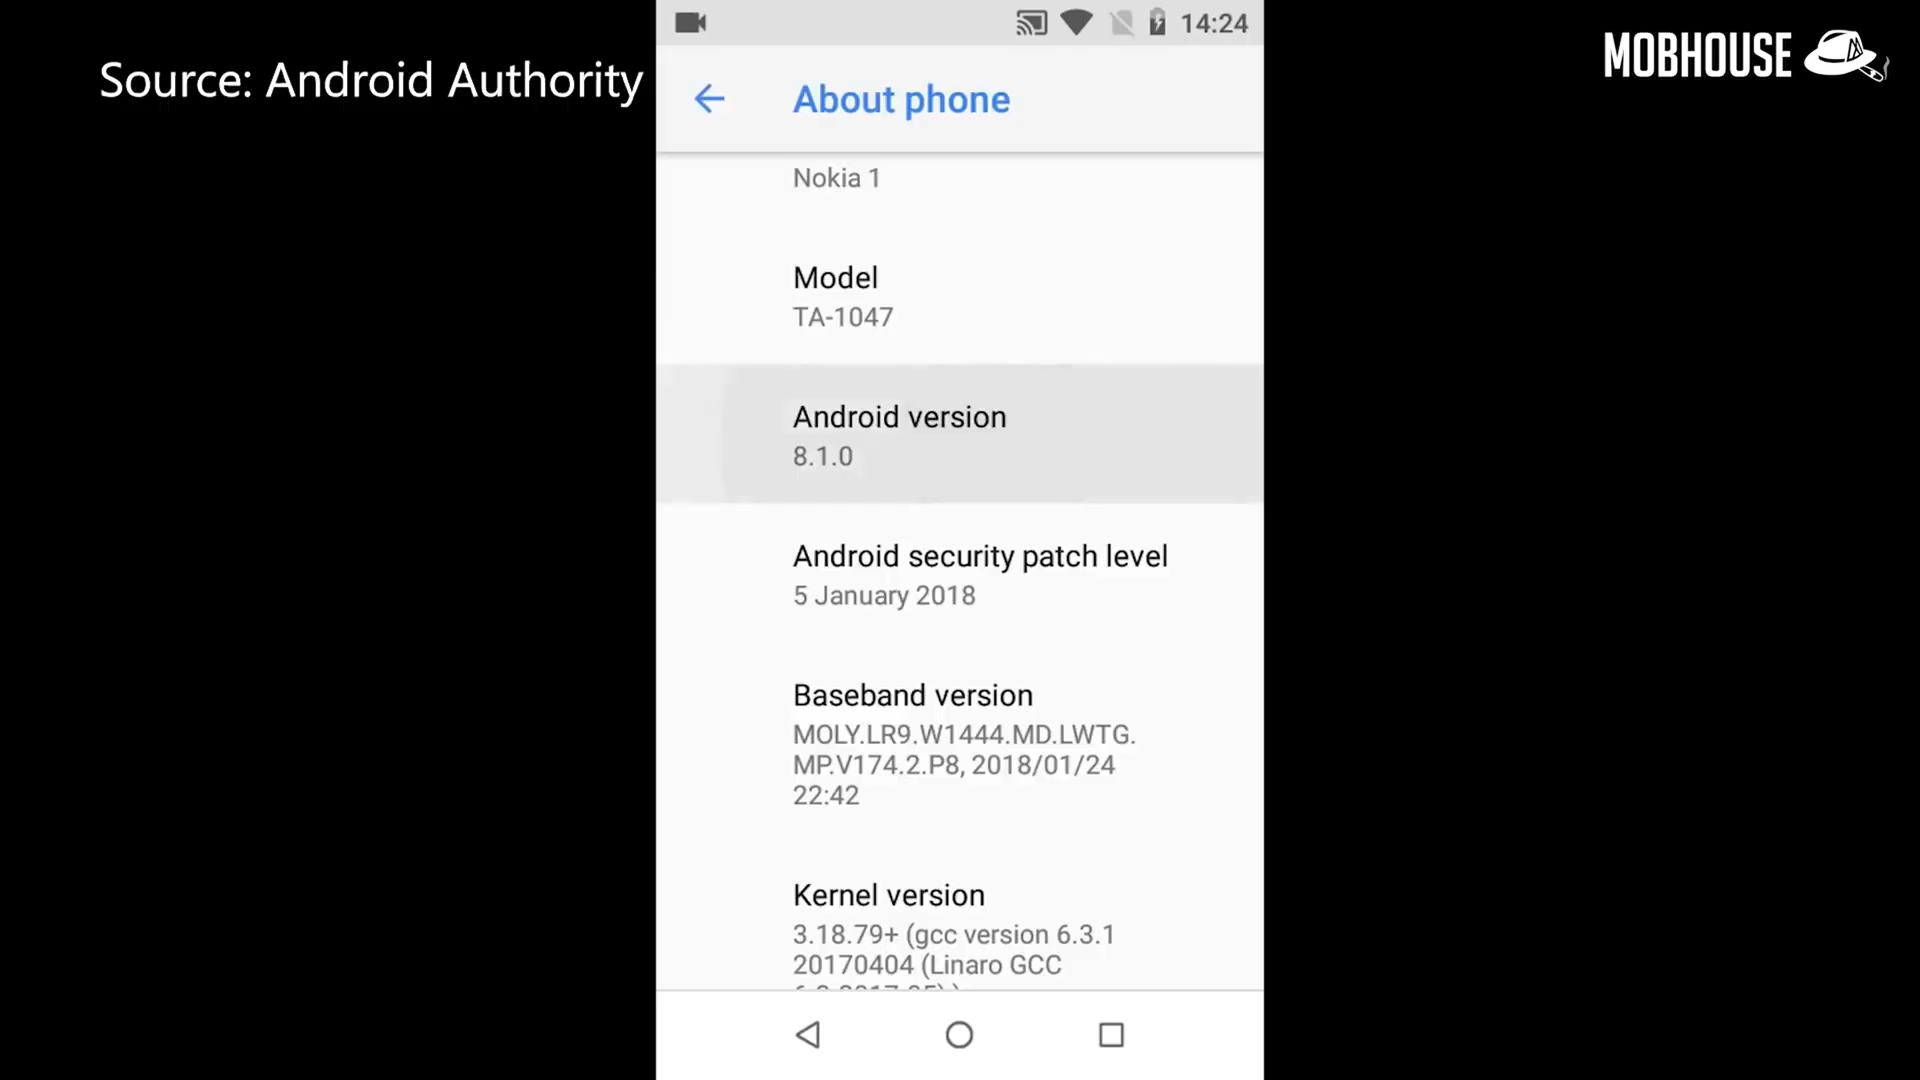 Source: Android Authority
14:24
MOBHOUSE
About phone
Nokia 1
Model
TA-1047
Android version
8.1.0
Android security patch level
5 January 2018
Baseband version
MOLY.LR9.W1444.MD.LWTG.
MP.V174.2.P8, 2018/01/24
22:42
Kernel version
3.18.79+ (gcc version 6.3.1
20170404 (Linaro GCC